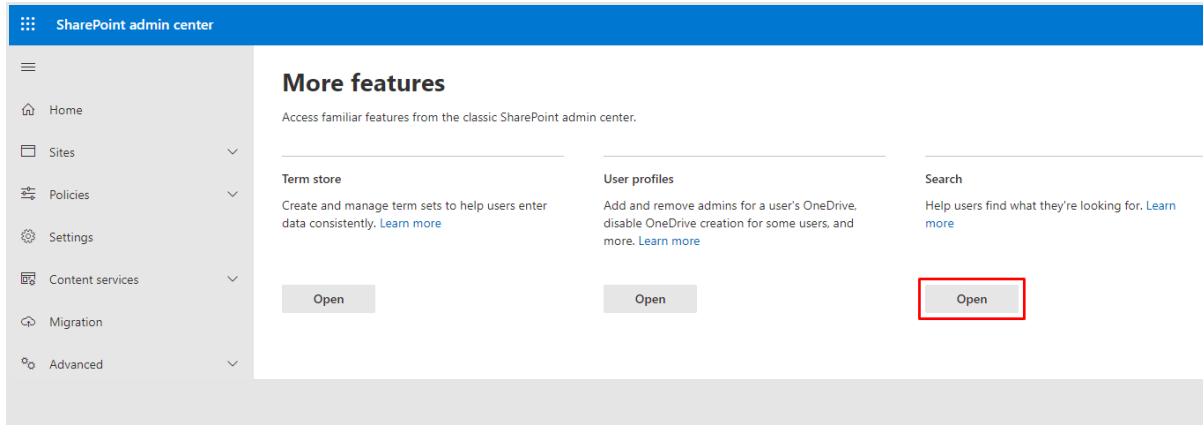 SharePoint admin center
Home
Sites
Policies
Settings
Content services
Migration
Advanced
More features
Access familiar features from the classic SharePoint admin center.
Term store
Create and manage term sets to help users enter
data consistently. Learn more
Open
User profiles
Add and remove admins for a user's OneDrive,
disable OneDrive creation for some users, and
more. Learn more
Open
Search
Help users find what they're looking for. Learn
more
Open